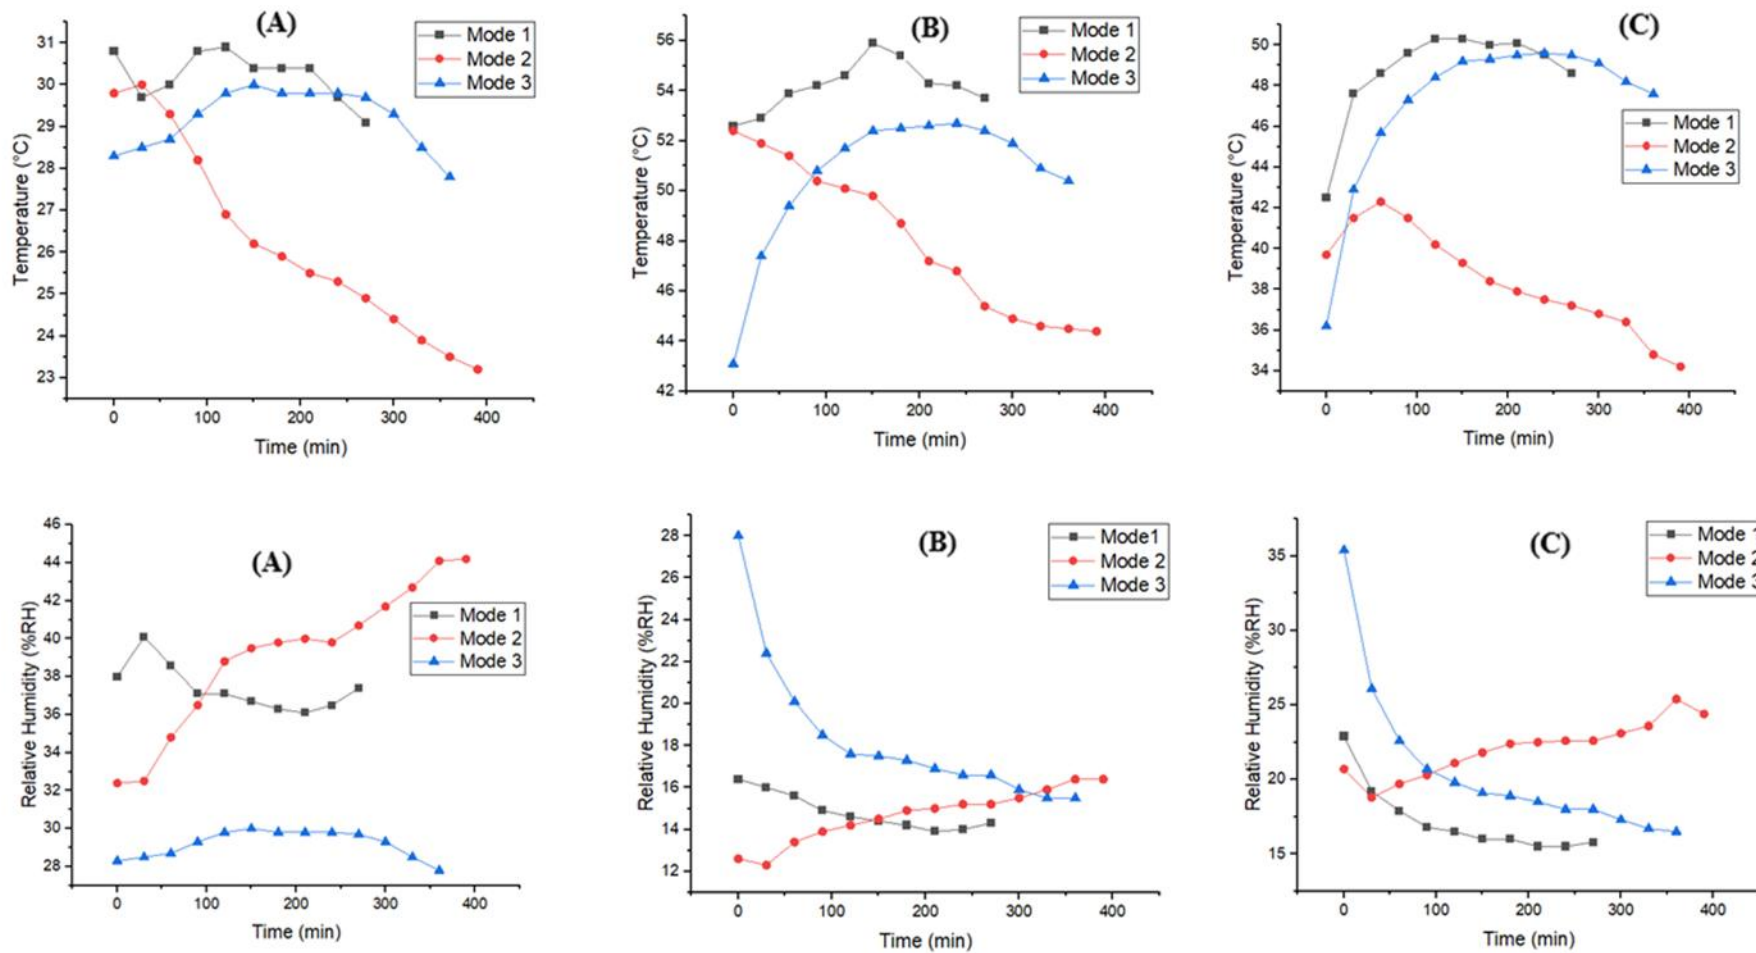 (A)
Mode 1
Mode 2
Mode 3
31
30
29
28
27
26
25
24
23
Temperature (°C)
0 100 200 300 400
Time (min)
(B)
Mode 1
Mode 2
Mode 3
56
54
52
50
48
46
44
42
Temperature (°C)
0 100 200 300 400
Time (min)
(C)
Mode 1
Mode 2
Mode 3
50
48
46
44
42
40
38
36
34
Temperature (°C)
0 100 200 300 400
Time (min)
(A)
Mode 1
Mode 2
Mode 3
46
44
42
40
38
36
34
32
30
28
Relative Humidity (%RH)
0 100 200 300 400
Time (min)
(B)
Mode1
Mode 2
Mode 3
28
26
24
22
20
18
16
14
12
Relative Humidity (%RH)
0 100 200 300 400
Time (min)
(C)
Mode 1
Mode 2
Mode 3
35
30
25
20
15
Relative Humidity (%RH)
0 100 200 300 400
Time (min)